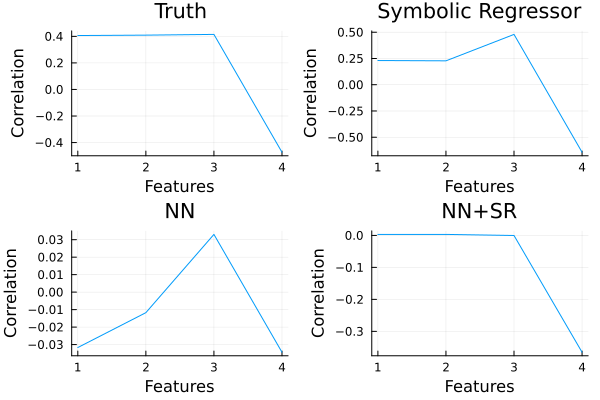 Truth
Correlation
0.4
0.2
0.0
−0.2
−0.4
1 2 3 4
Features
Symbolic Regressor
Correlation
0.50
0.25
0.00
−0.25
−0.50
1 2 3 4
Features
NN
Correlation
0.03
0.02
0.01
0.00
−0.01
−0.02
−0.03
1 2 3 4
Features
NN+SR
Correlation
0.0
−0.1
−0.2
−0.3
1 2 3 4
Features